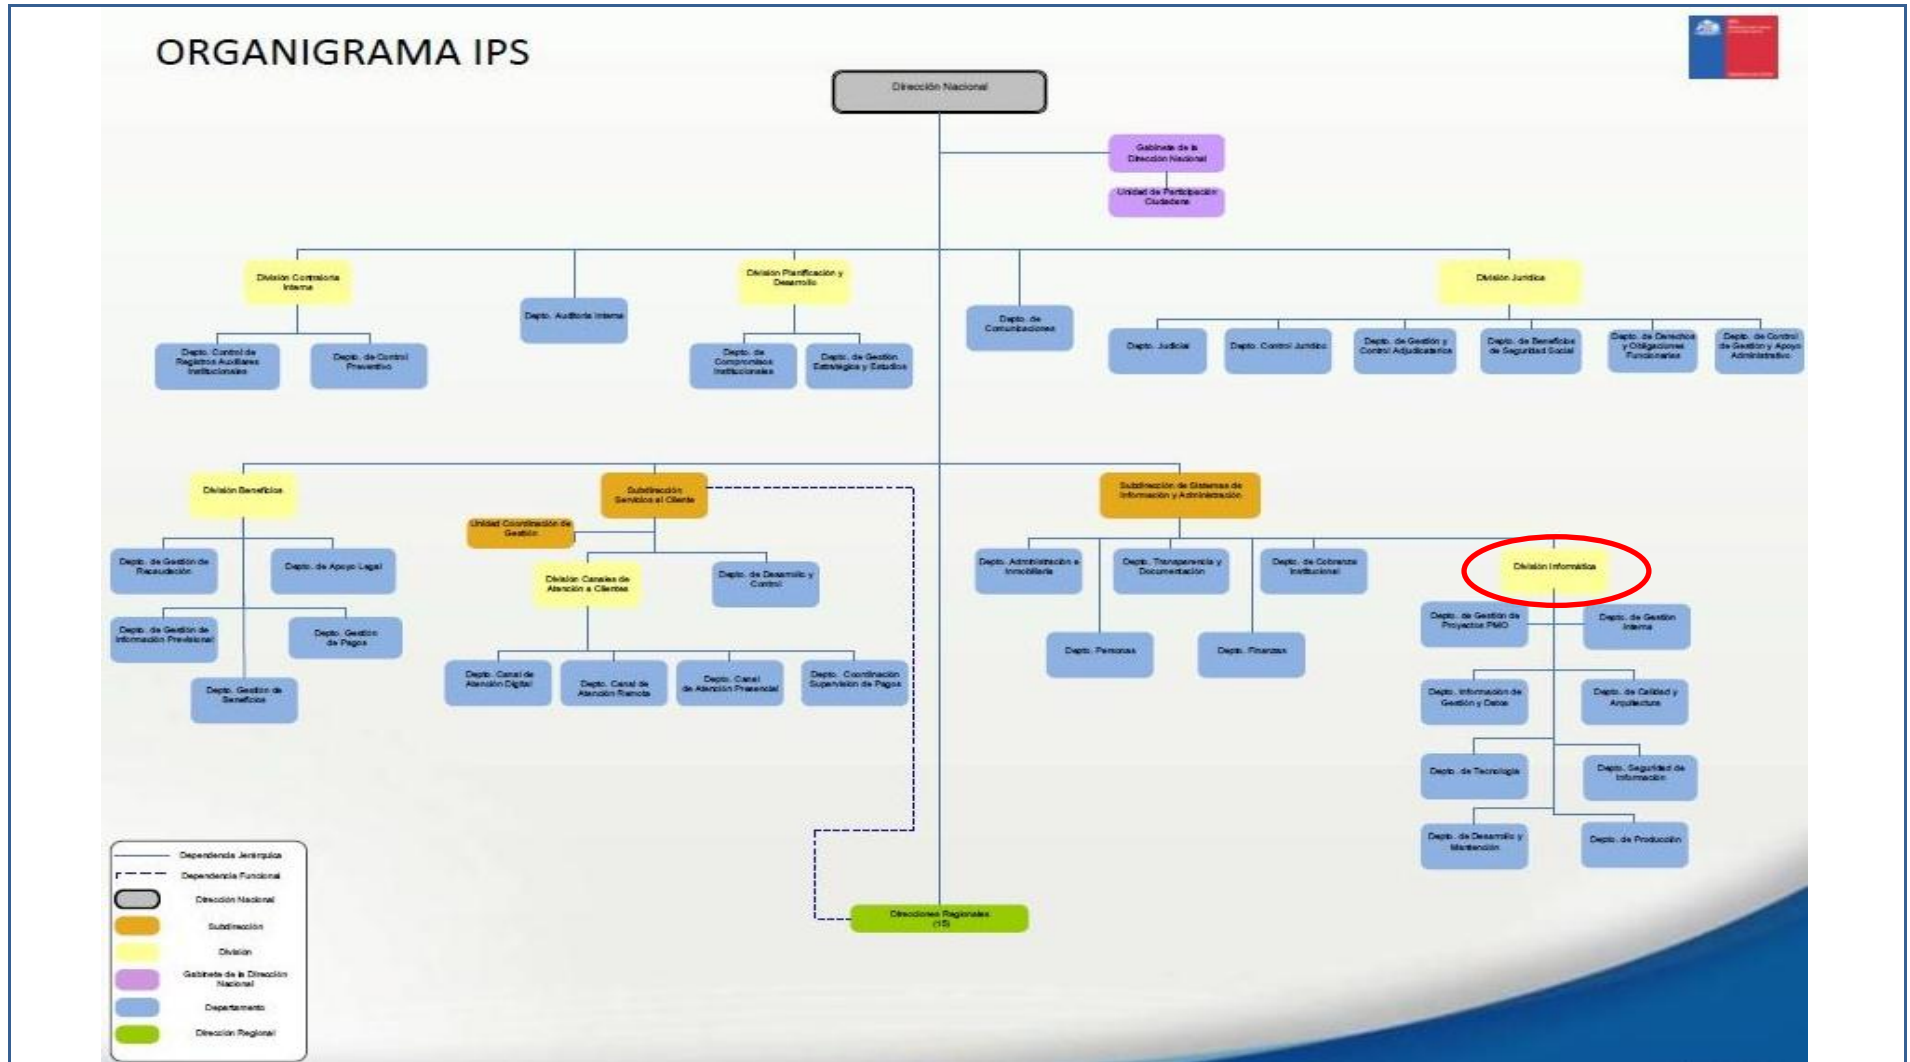 ORGANIGRAMA IPS
Dirección Nacional
Gabinete de la
Dirección Nacional
Unidad de Participación
Ciudadana
División Contraloria
Interna
Depto. Auditoria Interna
División Planificación y
Desarrollo
Depto. de
Comunicaciones
División Jurídica
Depto. Control de
Registros Auxiliares
Institucionales
Depto. de Control
Preventivo
Depto. de
Compromisos
Institucionales
Depto. de Gestión
Estratégica y Estudios
Depto. Judicial
Depto. Control Jurídico
Depto. de Gestión y
Control Adjudicatarios
Depto. de Beneficios
de Seguridad Social
Depto. de Derechos
y Obligaciones
Funcionarias
Depto. de Control
de Gestión y Apoyo
Administrativo
División Beneficios
Depto. de Gestión de
Recaudación
Depto. de Apoyo Legal
Depto. de Gestión de
Información Previsional
Depto. Gestión
de Pagos
Depto. Gestión de
Beneficios
Subdirección
Servicios al Cliente
Unidad Coordinación de
Gestión
División Canales de
Atención a Clientes
Depto. de Desarrollo y
Control
Depto. Canal de
Atención Digital
Depto. Canal de
Atención Remota
Depto. Canal
de Atención Presencial
Depto. Coordinación
Supervisión de Pagos
Subdirección de Sistemas de
Información y Administración
Depto. Administración e
Inmobiliaria
Depto. Transparencia y
Documentación
Depto. de Cobranza
Institucional
Depto. Personas
Depto. Finanzas
División Informática
Depto. de Gestión de
Proyectos PMO
Depto. de Gestión
Interna
Depto. Información de
Gestión y Datos
Depto. de Calidad y
Arquitectura
Depto. de Tecnología
Depto. Seguridad de
Información
Depto. de Desarrollo y
Mantención
Depto. de Producción
Direcciones Regionales
(15)
Dependencia Jerárquica
Dependencia Funcional
Dirección Nacional
Subdirección
División
Gabinete de la Dirección
Nacional
Departamento
Dirección Regional